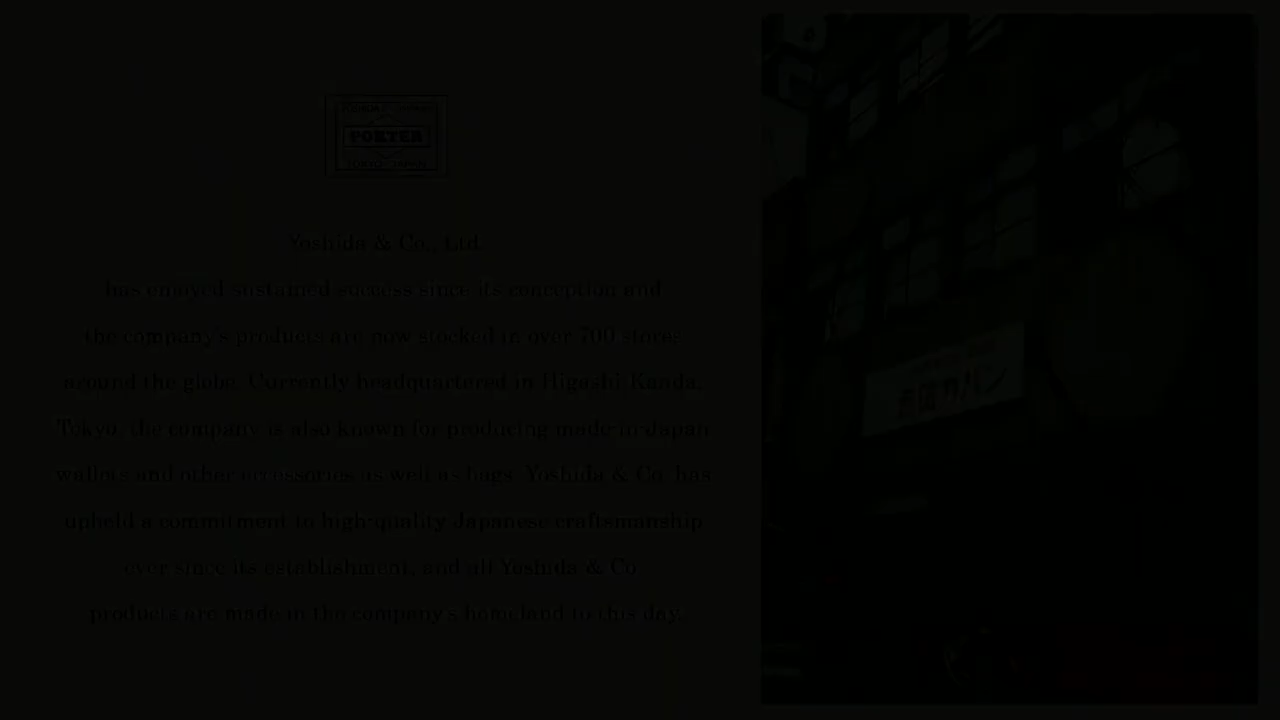 PORTER
TOKYO JAPAN
Yoshida & Co., Ltd
has enjoyed sustained success since its conception and
the company's products are now stocked in over 700 stores
around the globe. Currently headquartered in Higashi-Kanda,
Tokyo, the company is also known for producing made-in-Japan
wallets and other accessories as well as bags. Yoshida & Co. has
upheld a commitment to high-quality Japanese craftsmanship
ever since its establishment, and all Yoshida & Co.
products are made in the company's homeland to this day.